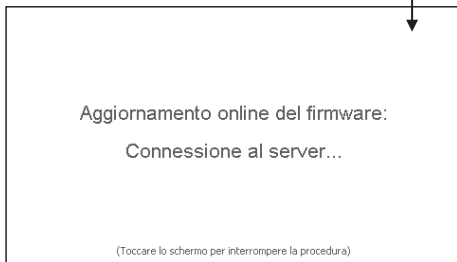 Aggiornamento online del firmware:
Connessione al server...
(Toccare lo schermo per interrompere la procedura)